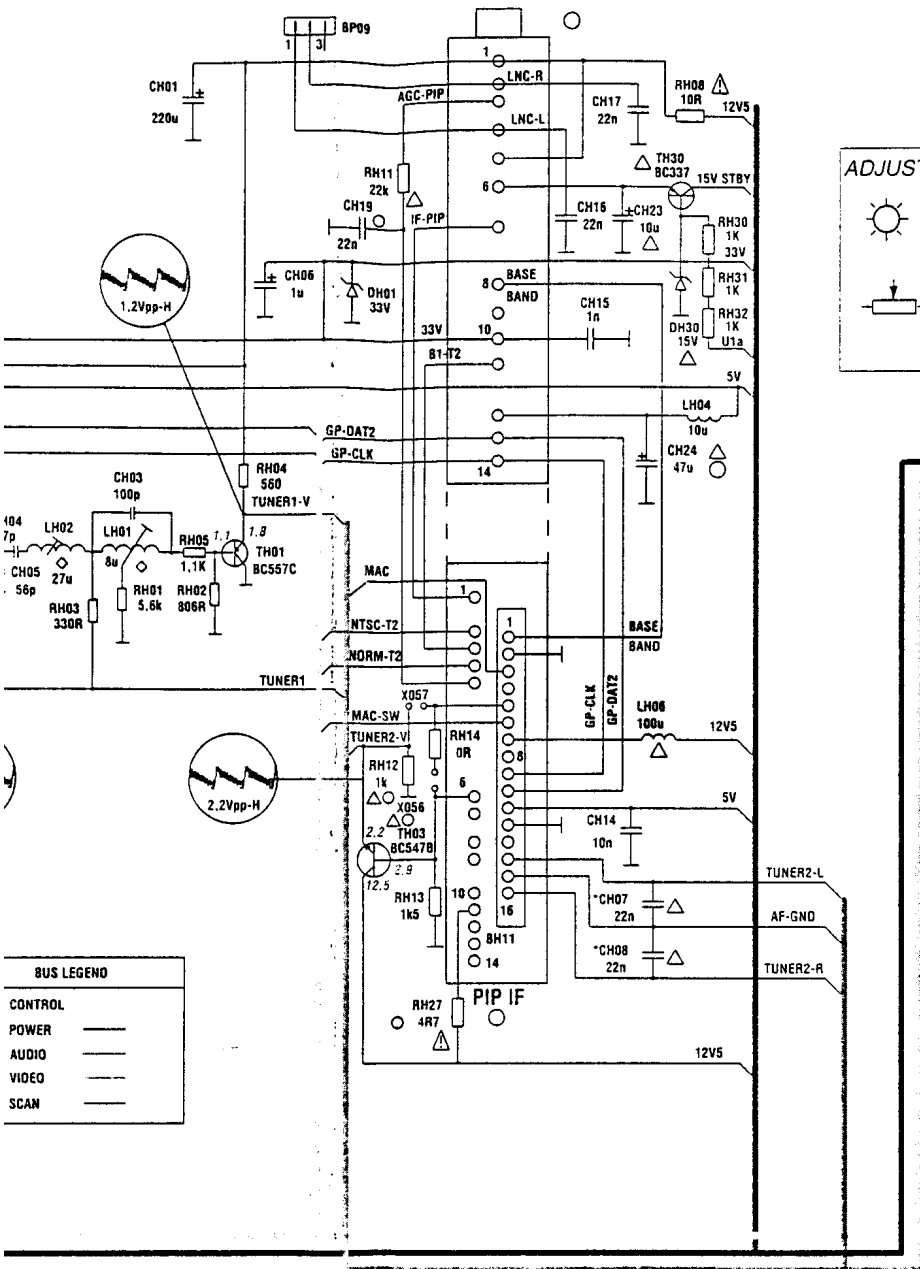 BP09
1 3
1
CH01
220u
LNC-R
AGC-PIP
LNC-L
CH17
22n
RH08
10R
12V5
TH30
BC337
15V STBY
RH11
22k
6
CH19
22n
IF-PIP
CH16
22n
CH23
10u
RH30
1K
33V
RH31
1K
RH32
1K
U1a
1,2Vpp-H
CH06
1u
DH01
33V
8
BASE
BAND
CH15
1n
DH30
15V
33V
10
B1-T2
5V
LH04
10u
GP-DAT2
GP-CLK
14
CH24
47u
CH03
100p
RH04
560
TUNER1-V
H04
7p
LH02
27u
LH01
8u
RH05
1,1K
1.1
1.8
TH01
BC557C
CH05
56p
RH03
330R
RH01
5,6k
RH02
806R
MAC
1
1
NTSC-T2
BASE
BAND
NORM-T2
TUNER1
X057
GP-CLK
GP-DAT2
MAC-SW
LH06
100u
12V5
TUNER2-V
RH14
0R
8
2.2Vpp-H
RH12
1k
6
5V
X056
CH14
10n
2.2
TH03
BC547B
2.9
12.5
TUNER2-L
RH13
1k5
10
16
*CH07
22n
AF-GND
BH11
14
*CH08
22n
TUNER2-R
PIP IF
RH27
4R7
12V5
BUS LEGEND
CONTROL
POWER
AUDIO
VIDEO
SCAN
ADJUST